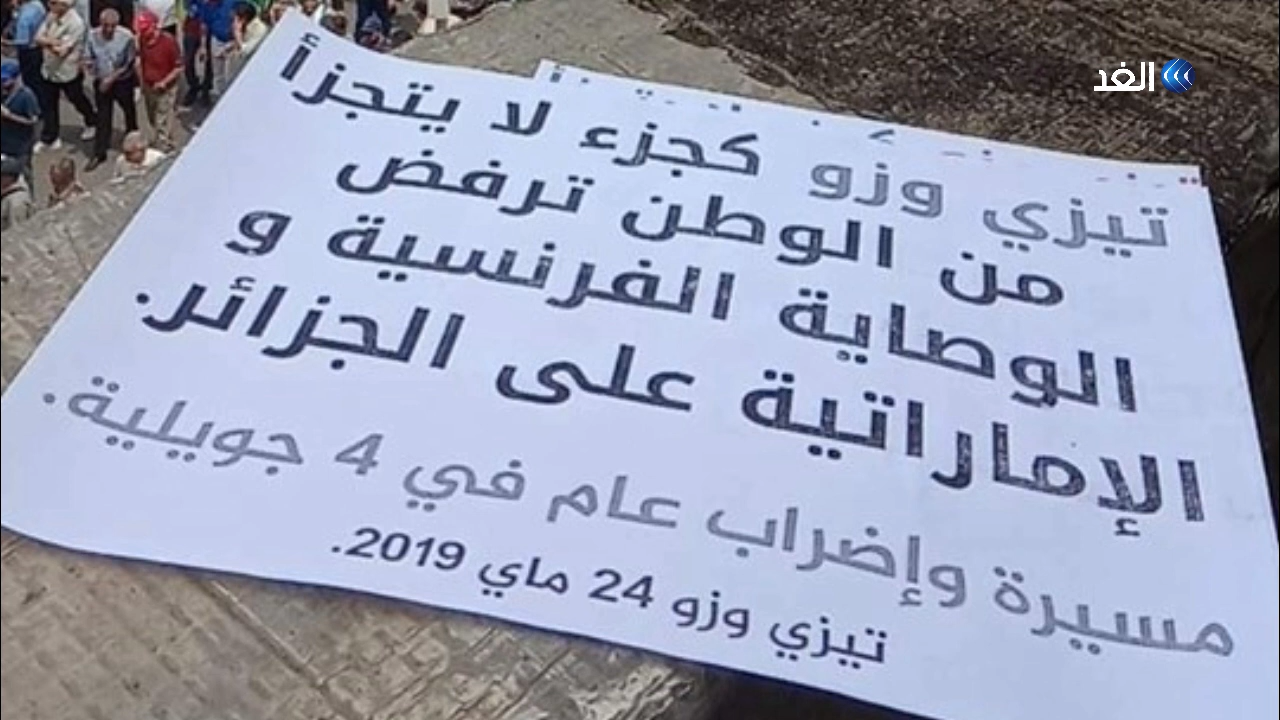 الغد
تيزي وزو كجزء لا يتجزأ
من الوطن ترفض
الوصاية الفرنسية و
الإماراتية على الجزائر.
مسيرة وإضراب عام في 4 جويلية.
تيزي وزو 24 ماي 2019.